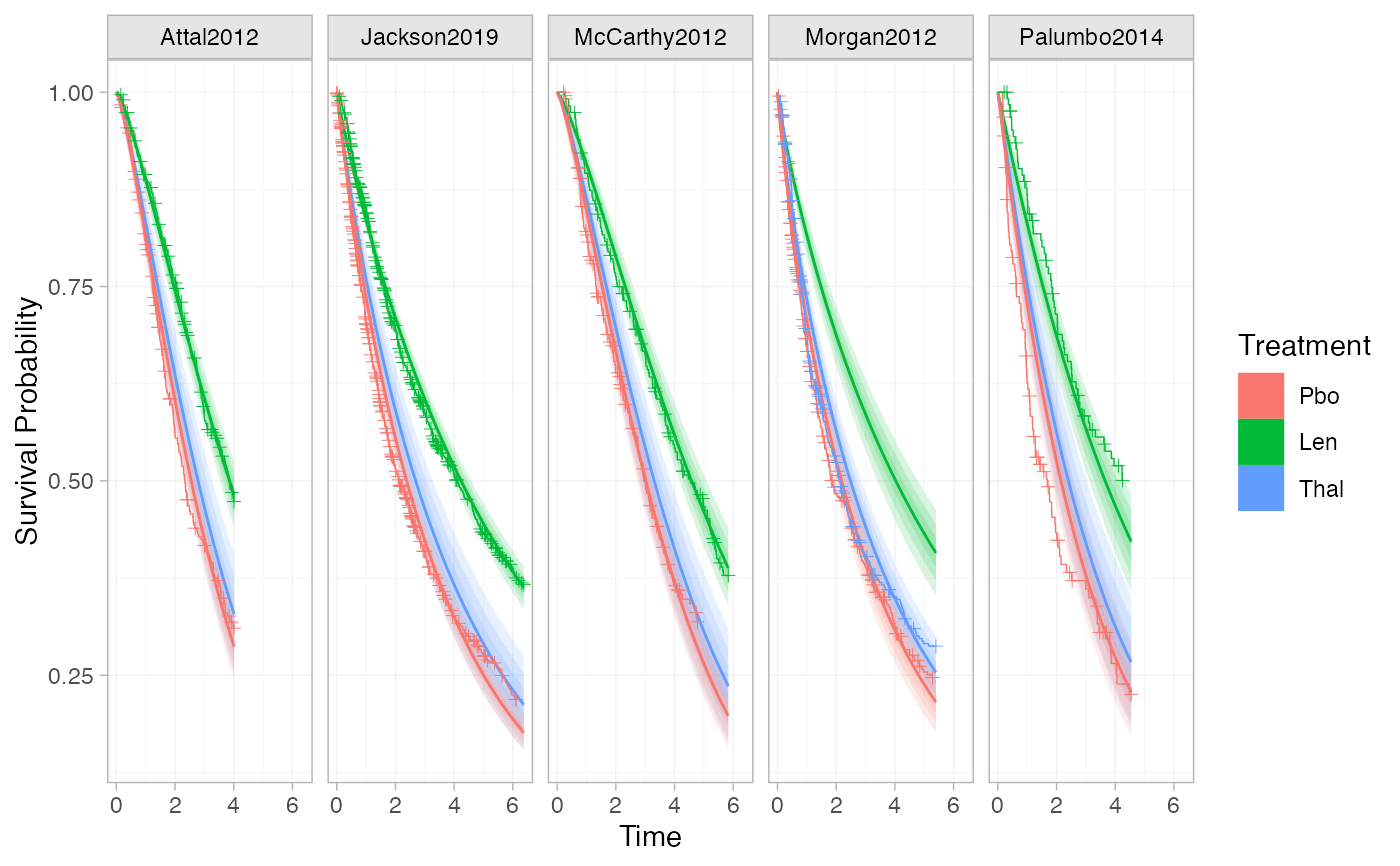 Attal2012 Jackson2019 McCarthy2012 Morgan2012 Palumbo2014
1.00
0.75
0.50
0.25
Survival Probability
0 2 4 6 0 2 4 6 0 2 4 6 0 2 4 6 0 2 4 6
Time
Treatment
Pbo
Len
Thal